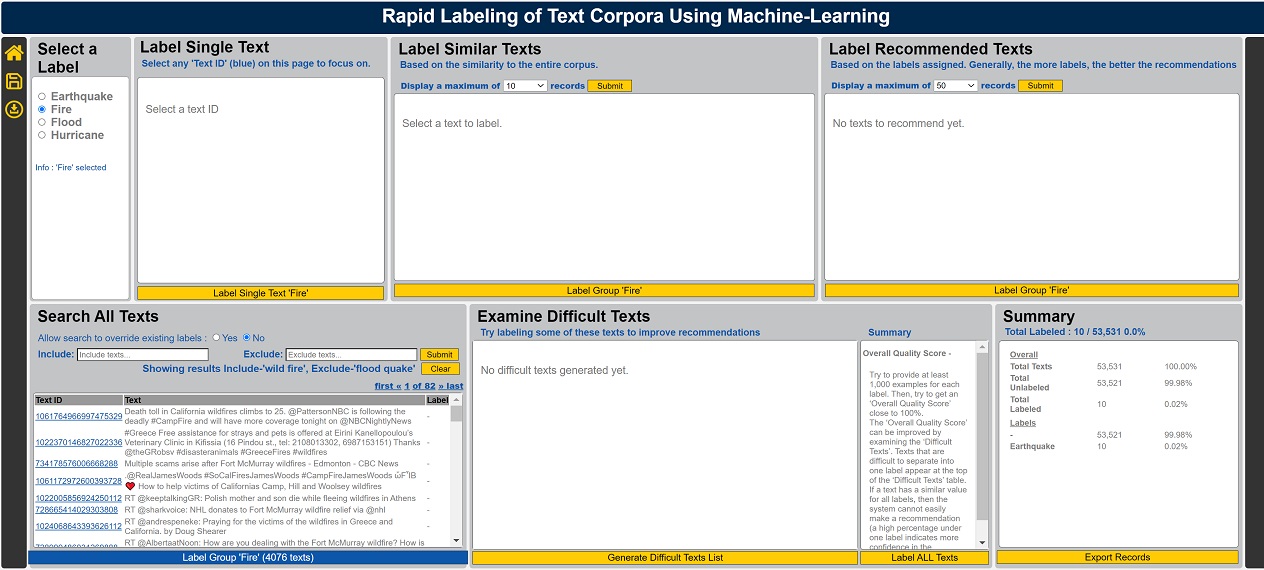 Rapid Labeling of Text Corpora Using Machine-Learning
Select a
Label
Earthquake
Fire
Flood
Hurricane
Info : 'Fire' selected
Label Single Text
Select any 'Text ID' (blue) on this page to focus on.
Select a text ID
Label Single Text 'Fire'
Label Similar Texts
Based on the similarity to the entire corpus.
Display a maximum of 10 records Submit
Select a text to label.
Label Group 'Fire'
Label Recommended Texts
Based on the labels assigned. Generally, the more labels, the better the recommendations
Display a maximum of 50 records Submit
No texts to recommend yet.
Label Group 'Fire'
Search All Texts
Allow search to override existing labels : Yes No
Include: Include texts... Exclude: Exclude texts... Submit
Showing results Include-'wild fire', Exclude-'flood quake' Clear
first « 1 of 82 » last
Text ID Text Label
1061764966997475329 Death toll in California wildfires climbs to 25. @PattersonNBC is following the
deadly #CampFire and will have more coverage tonight on @NBCNightlyNews -
#Greece Free assistance for strays and pets is offered at Eirini Kanellopoulou's
1022370146827022336 Veterinary Clinic in Kifissia (16 Pindou st., tel: 2108013302, 6987153151) Thanks -
@theGRobsv #disasteranimals #GreeceFires #wildfires
734178576006668288 Multiple scams arise after Fort McMurray wildfires - Edmonton - CBC News -
1061172972600393728 @RealJamesWoods #SoCalFiresJamesWoods #CampFireJamesWoods
How to help victims of Californias Camp, Hill and Woolsey wildfires -
1022005856924250112 RT @keeptalkingGR: Polish mother and son die while fleeing wildfires in Athens -
728665414029303808 RT @sharkvoice: NHL donates to Fort McMurray wildfire relief via @nhl -
1024068643393626112 RT @andrespeneke: Praying for the victims of the wildfires in Greece and
California. by Doug Shearer -
RT @AlbertaatNoon: How are you dealing with the Fort McMurray wildfire? How is
Label Group 'Fire' (4076 texts)
Examine Difficult Texts
Try labeling some of these texts to improve recommendations
No difficult texts generated yet.
Generate Difficult Texts List
Summary
Overall Quality Score -
Try to provide at least
1,000 examples for each
label. Then, try to get an
'Overall Quality Score'
close to 100%.
The 'Overall Quality Score'
can be improved by
examining the 'Difficult
Texts'. Texts that are
difficult to separate into
one label appear at the top
of the 'Difficult Texts' table.
If a text has a similar value
for all labels, then the
system cannot easily
make a recommendation
(a high percentage under
one label indicates more
confidence in the
Label ALL Texts
Summary
Total Labeled : 10 / 53,531 0.0%
Overall
Total Texts 53,531 100.00%
Total
Unlabeled 53,521 99.98%
Total
Labeled 10 0.02%
Labels
- 53,521 99.98%
Earthquake 10 0.02%
Export Records